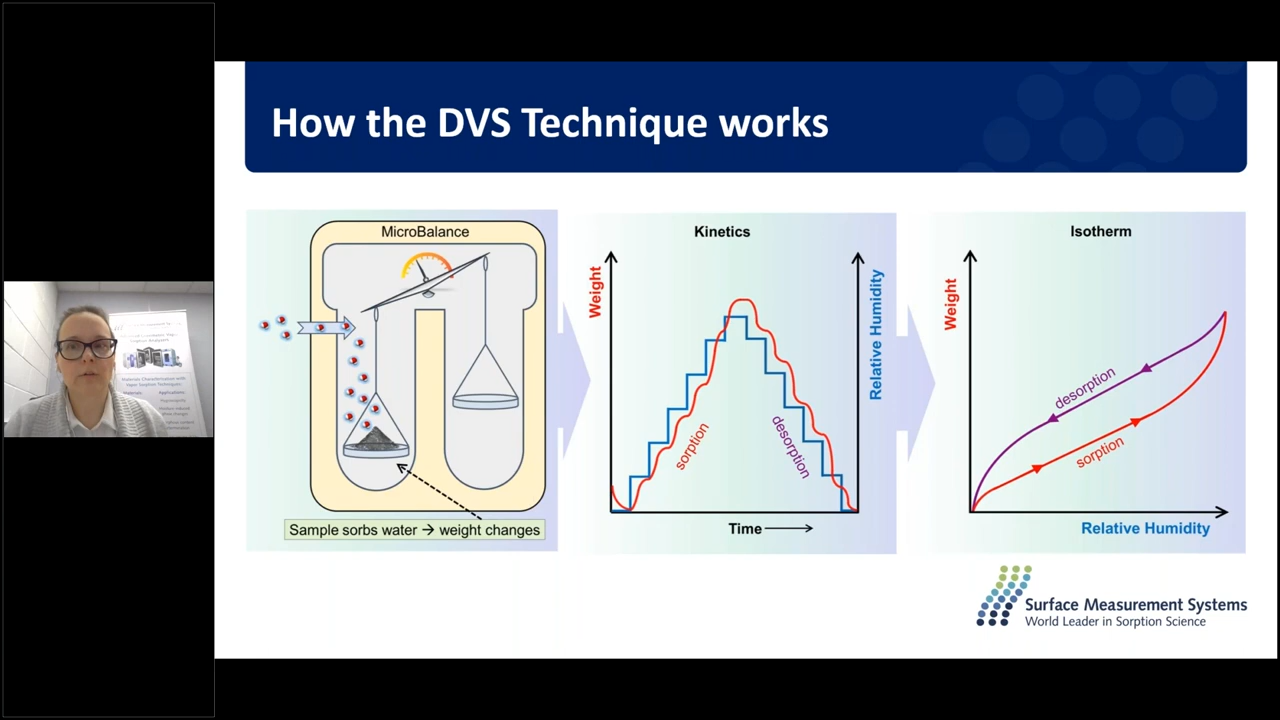 How the DVS Technique works
MicroBalance
Sample sorbs water → weight changes
Kinetics
Weight
Relative Humidity
sorption
desorption
Time
Isotherm
Weight
desorption
sorption
Relative Humidity
Surface Measurement Systems
World Leader in Sorption Science